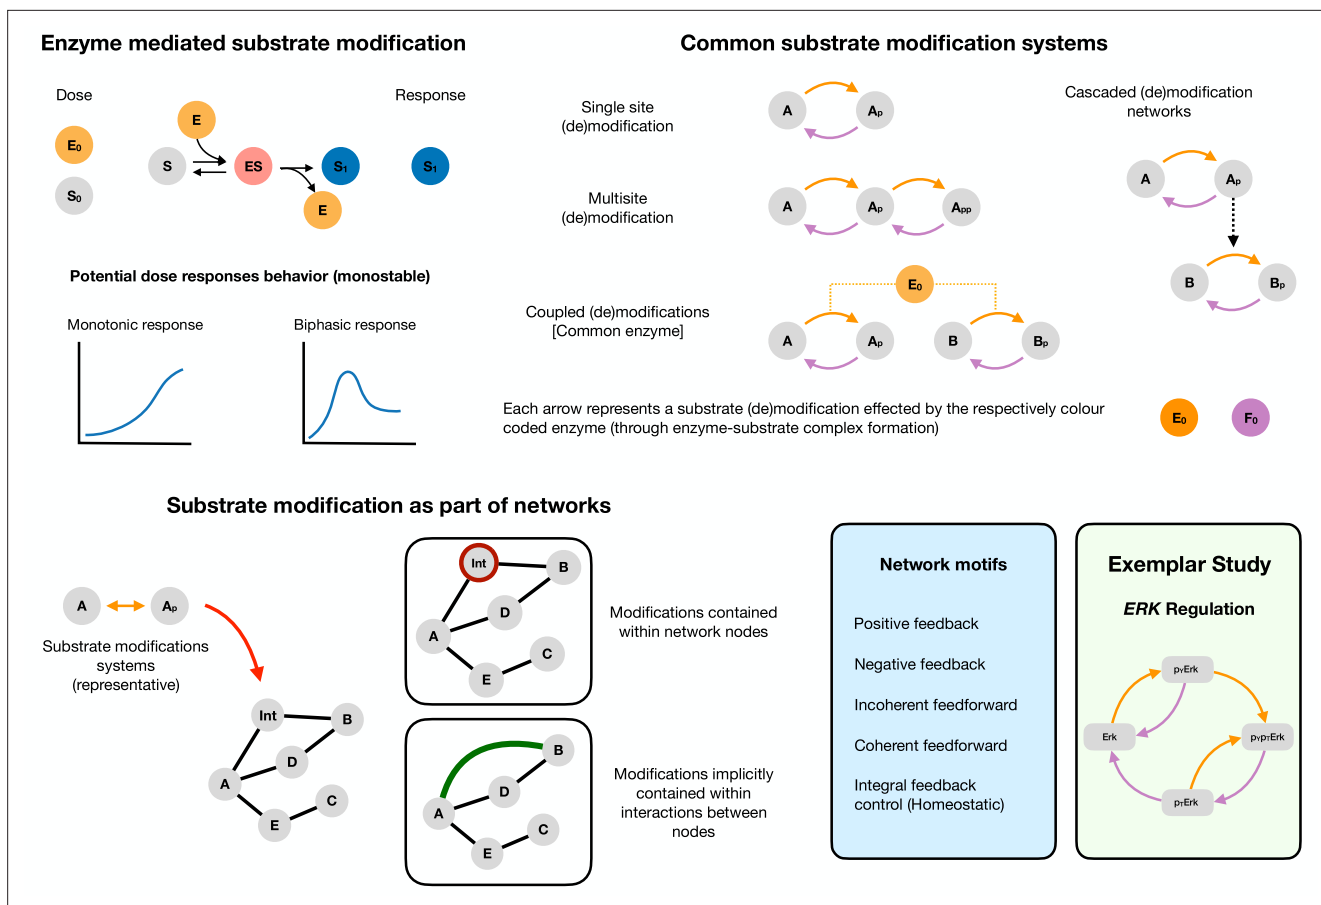 Enzyme mediated substrate modification
Dose
Response
E
E₀
S
ES
S₁
S₁
S₀
E
Potential dose responses behavior (monostable)
Monotonic response
Biphasic response
Common substrate modification systems
Single site
(de)modification
A
Ap
Multisite
(de)modification
A
Ap
App
Coupled (de)modifications
[Common enzyme]
E₀
A
Ap
B
Bp
Cascaded (de)modification
networks
A
Ap
B
Bp
Each arrow represents a substrate (de)modification effected by the respectively colour
coded enzyme (through enzyme-substrate complex formation)
E₀
F₀
Substrate modification as part of networks
A
Ap
Substrate modifications
systems
(representative)
Int
B
D
A
C
E
Int
B
D
A
C
E
Modifications contained
within network nodes
B
D
A
C
E
Modifications implicitly
contained within
interactions between
nodes
Network motifs
Positive feedback
Negative feedback
Incoherent feedforward
Coherent feedforward
Integral feedback
control (Homeostatic)
Exemplar Study
ERK Regulation
pYErk
Erk
pYpTErk
pTErk